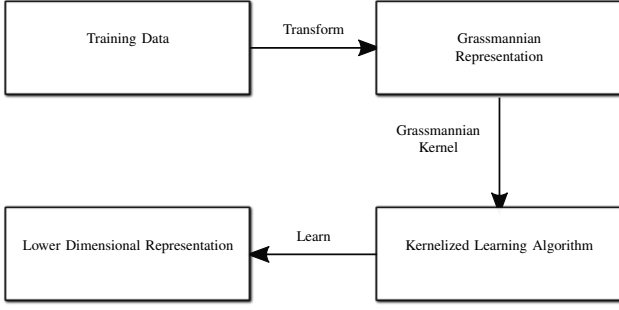 Training Data
Transform
Grassmannian
Representation
Grassmannian
Kernel
Lower Dimensional Representation
Learn
Kernelized Learning Algorithm